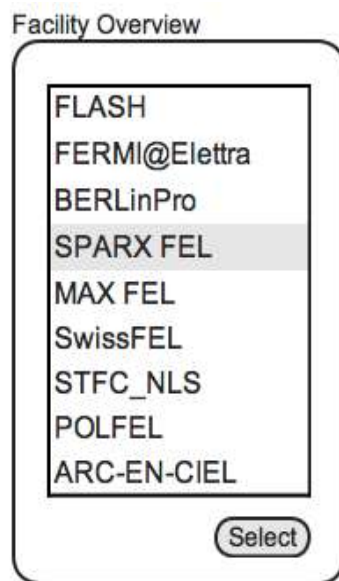 Facility Overview
FLASH
FERMI@Elettra
BERLinPro
SPARX FEL
MAX FEL
SwissFEL
STFC_NLS
POLFEL
ARC-EN-CIEL
Select